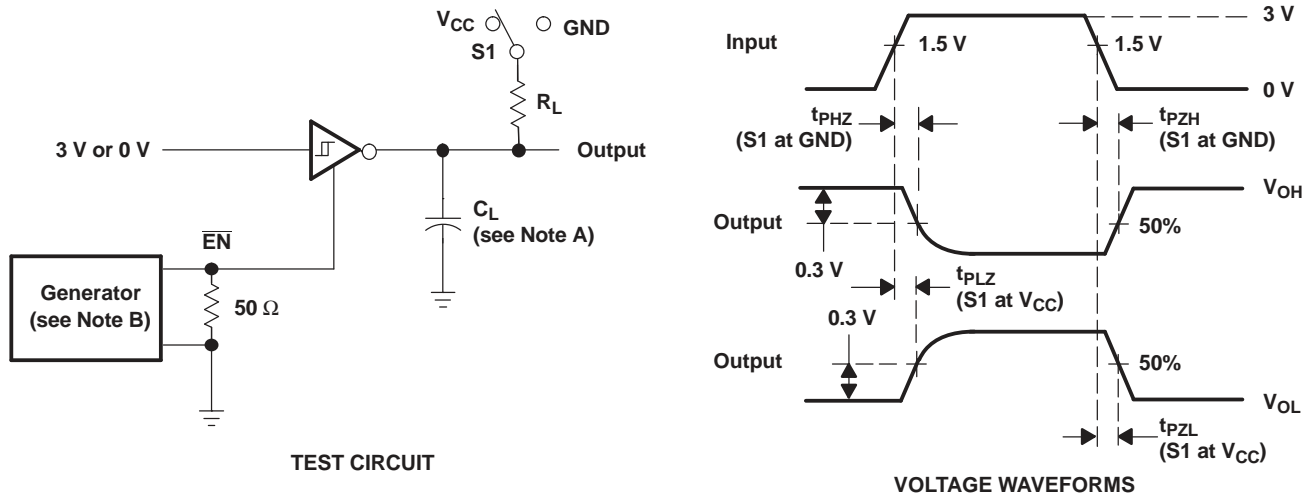 VCC
GND
S1
RL
3 V or 0 V
Output
CL
(see Note A)
EN
Generator
(see Note B)
50 Ω
TEST CIRCUIT
3 V
Input
1.5 V
1.5 V
0 V
tPHZ
(S1 at GND)
tPZH
(S1 at GND)
VOH
Output
50%
0.3 V
tPLZ
(S1 at VCC)
0.3 V
Output
50%
VOL
tPZL
(S1 at VCC)
VOLTAGE WAVEFORMS